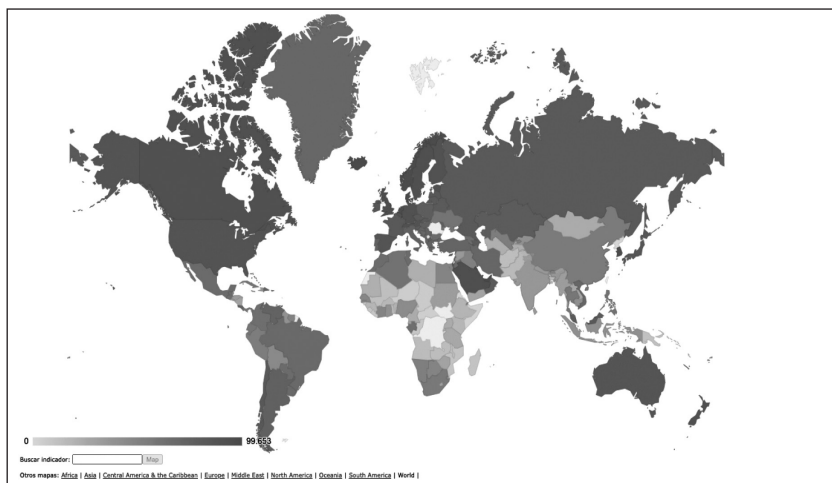 0 99.653
Buscar indicador: Map
Otros mapas: Africa | Asia | Central America & the Caribbean | Europe | Middle East | North America | Oceania | South America | World |